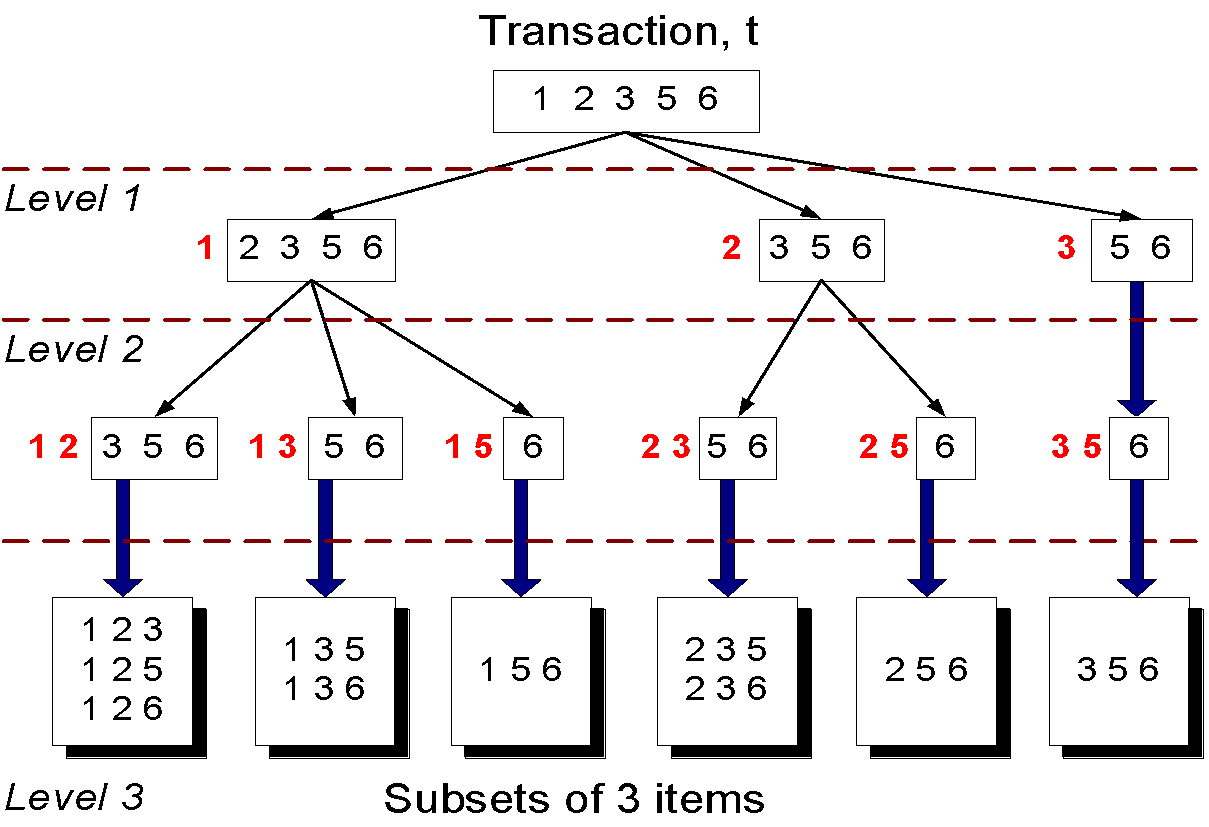 Transaction, t
1 2 3 5 6
Level 1
1 2 3 5 6
2 3 5 6
3 5 6
Level 2
1 2 3 5 6
1 3 5 6
1 5 6
2 3 5 6
2 5 6
3 5 6
1 2 3
1 2 5
1 2 6
1 3 5
1 3 6
1 5 6
2 3 5
2 3 6
2 5 6
3 5 6
Level 3
Subsets of 3 items